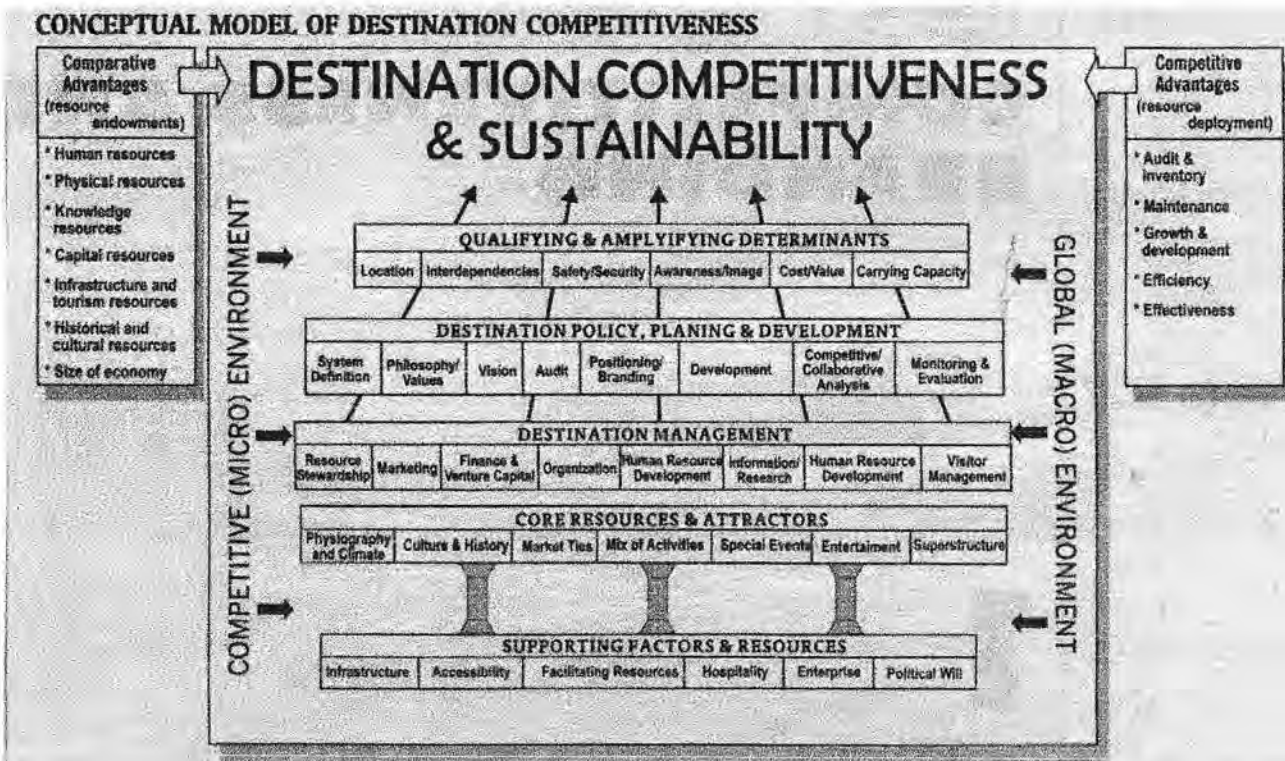 CONCEPTUAL MODEL OF DESTINATION COMPETITIVENESS
Comparative
Advantages
(resource
endowments)
* Human resources
* Physical resources
* Knowledge
resources
* Capital resources
* Infrastructure and
tourism resources
* Historical and
cultural resources
* Size of economy
COMPETITIVE (MICRO) ENVIRONMENT
DESTINATION COMPETITIVENESS
& SUSTAINABILITY
QUALIFYING & AMPLYIFYING DETERMINANTS
Location Interdependencies Safety/Security Awareness/Image Cost/Value Carrying Capacity
DESTINATION POLICY, PLANING & DEVELOPMENT
System
Definition
Philosophy/
Values
Vision
Audit
Positioning/
Branding
Development
Competitive/
Collaborative
Analysis
Monitoring &
Evaluation
DESTINATION MANAGEMENT
Resource
Stewardship
Marketing
Finance &
Venture Capital
Organization
Human Resource
Development
Information/
Research
Human Resource
Development
Visitor
Management
CORE RESOURCES & ATTRACTORS
Physiography
and Climate
Culture & History
Market Ties
Mix of Activities
Special Events
Entertaiment
Superstructure
SUPPORTING FACTORS & RESOURCES
Infrastructure Accessibility Facilitating Resources Hospitality Enterprise Political Will
GLOBAL (MACRO) ENVIRONMENT
Competitive
Advantages
(resource
deployment)
* Audit &
inventory
* Maintenance
* Growth &
development
* Efficiency
* Effectiveness